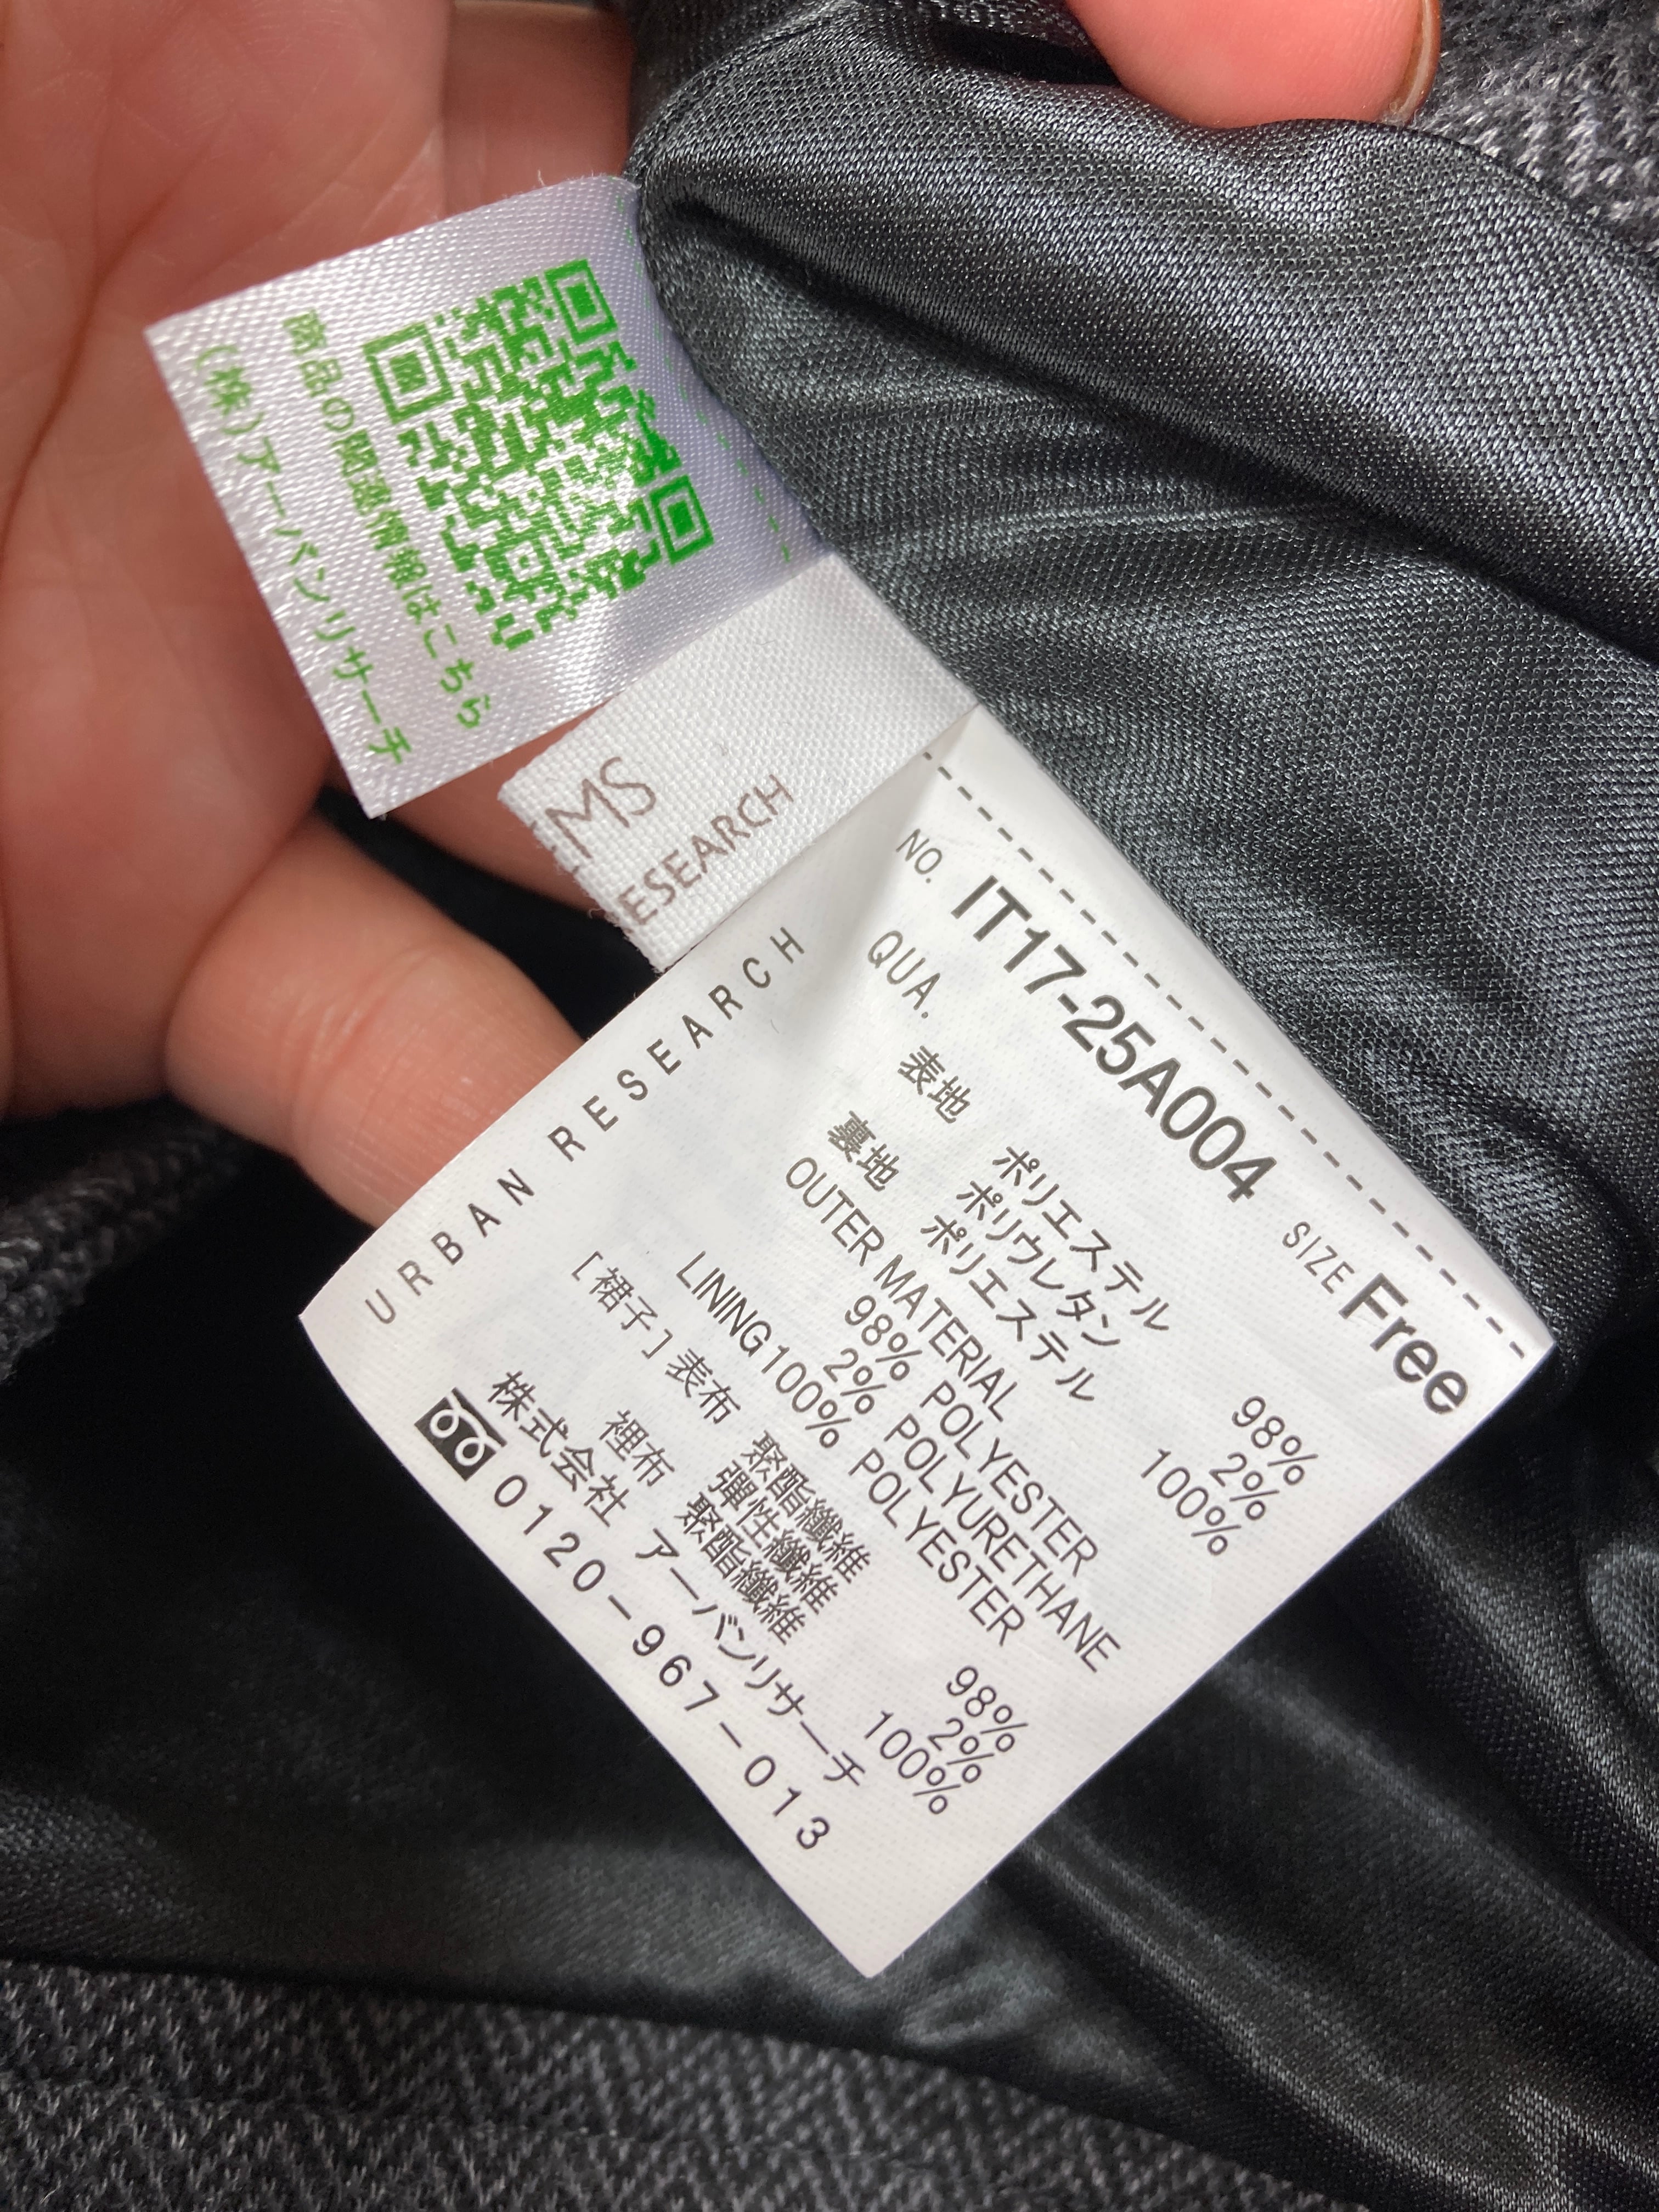 商品の関連情報はこちら
(株)アーバンリサーチ
EMS
ESEARCH
NO. IT17-25A004 SIZE Free
QUA.
表地 ポリエステル 98%
ポリウレタン 2%
裏地 ポリエステル 100%
OUTER MATERIAL
98% POLYESTER
2% POLYURETHANE
LINING100% POLYESTER
[裙子]表布 聚酯纖維 98%
彈性纖維 2%
裡布 聚酯纖維 100%
株式会社 アーバンリサーチ
0120-967-013
URBAN RESEARCH